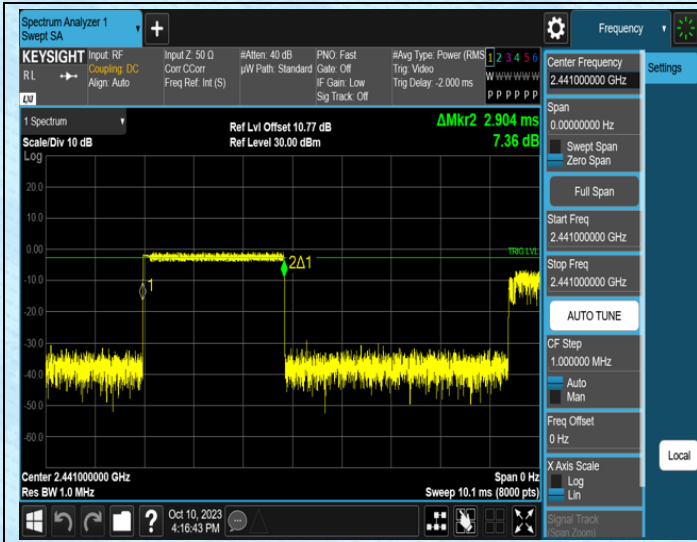 Spectrum Analyzer 1
Swept SA
Frequency
KEYSIGHT
RL
LXI
Input: RF
Coupling: DC
Align: Auto
Input Z: 50 Ω
Corr CCorr
Freq Ref: Int (S)
#Atten: 40 dB
µW Path: Standard
PNO: Fast
Gate: Off
IF Gain: Low
Sig Track: Off
#Avg Type: Power (RMS
Trig: Video
Trig Delay: -2.000 ms
1 2 3 4 5 6
W W W W W W
P P P P P P
1 Spectrum
Scale/Div 10 dB
Log
Ref Lvl Offset 10.77 dB
Ref Level 30.00 dBm
ΔMkr2 2.904 ms
7.36 dB
20.0
10.0
0.00
-10.0
-20.0
-30.0
-40.0
-50.0
-60.0
TRIG LVL
1
2Δ1
Center 2.441000000 GHz
Res BW 1.0 MHz
Span 0 Hz
Sweep 10.1 ms (8000 pts)
Oct 10, 2023
4:16:43 PM
Center Frequency
2.441000000 GHz
Span
0.00000000 Hz
Swept Span
Zero Span
Full Span
Start Freq
2.441000000 GHz
Stop Freq
2.441000000 GHz
AUTO TUNE
CF Step
1.000000 MHz
Auto
Man
Freq Offset
0 Hz
X Axis Scale
Log
Lin
Signal Track
(Span Zoom)
Settings
Local